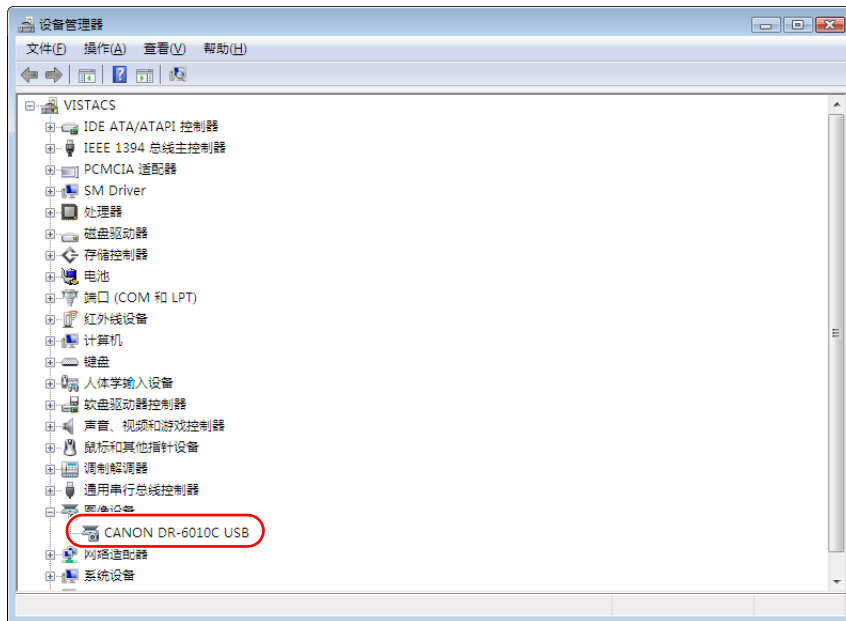 设备管理器
文件(F) 操作(A) 查看(V) 帮助(H)
VISTACS
IDE ATA/ATAPI 控制器
IEEE 1394 总线主控制器
PCMCIA 适配器
SM Driver
处理器
磁盘驱动器
存储控制器
电池
端口 (COM 和 LPT)
红外线设备
计算机
键盘
人体学输入设备
软盘驱动器控制器
声音、视频和游戏控制器
鼠标和其他指针设备
调制解调器
通用串行总线控制器
图像设备
CANON DR-6010C USB
网络适配器
系统设备